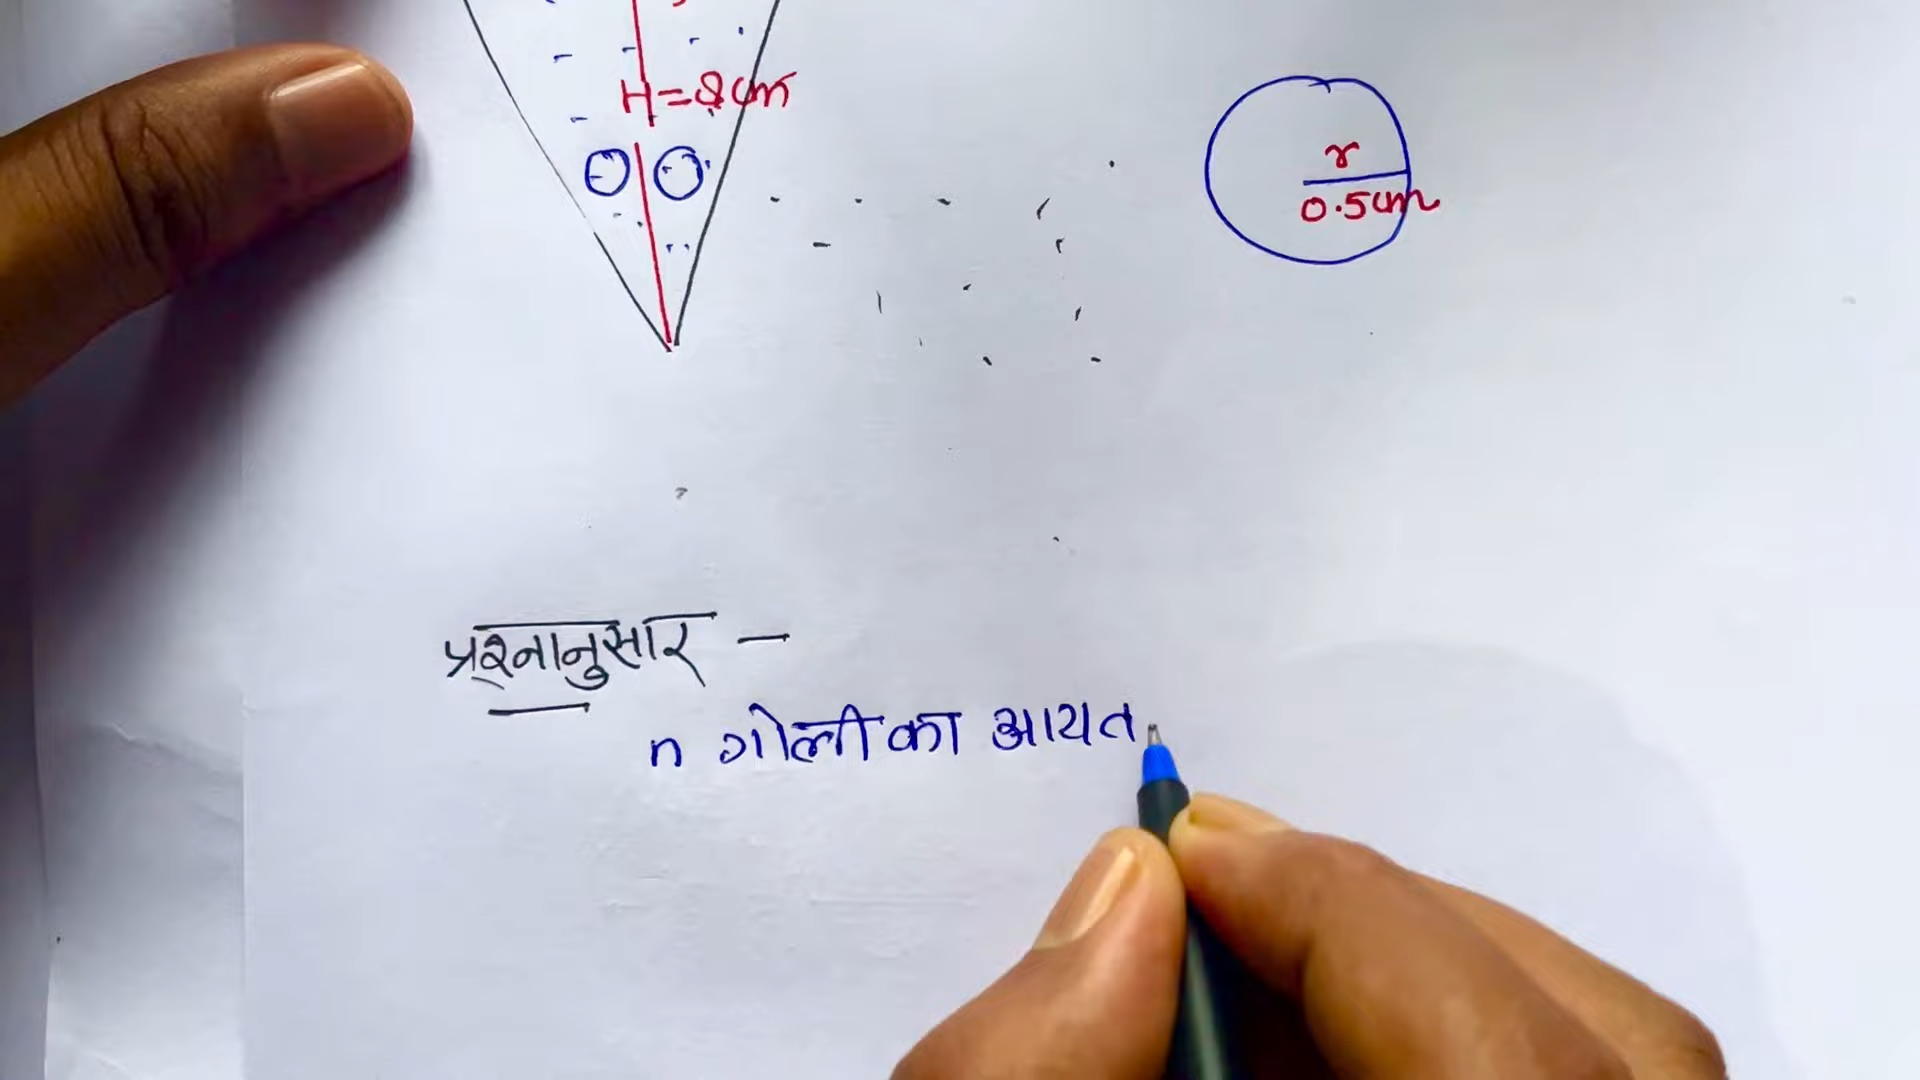 H=8cm
r
0.5cm
प्रश्नानुसार –
n गोली का आयत